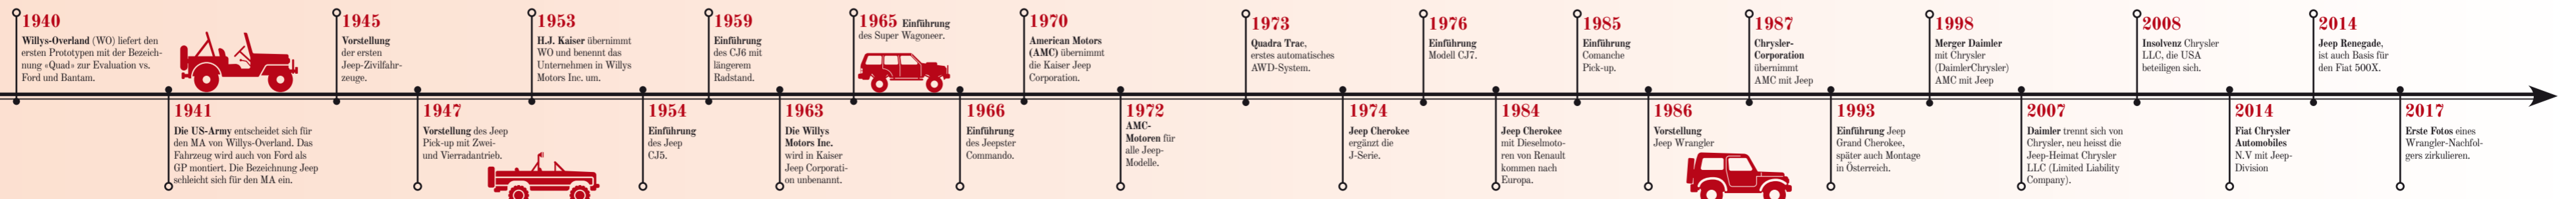 1940
Willys-Overland (WO) liefert den
ersten Prototypen mit der Bezeich-
nung «Quad» zur Evaluation vs.
Ford und Bantam.
1941
Die US-Army entscheidet sich für
den MA von Willys-Overland. Das
Fahrzeug wird auch von Ford als
GP montiert. Die Bezeichnung Jeep
schleicht sich für den MA ein.
1945
Vorstellung
der ersten
Jeep-Zivilfahr-
zeuge.
1947
Vorstellung des Jeep
Pick-up mit Zwei-
und Vierradantrieb.
1953
H.J. Kaiser übernimmt
WO und benennt das
Unternehmen in Willys
Motors Inc. um.
1954
Einführung
des Jeep
CJ5.
1959
Einführung
des CJ6 mit
längerem
Radstand.
1963
Die Willys
Motors Inc.
wird in Kaiser
Jeep Corporati-
on unbenannt.
1965 Einführung
des Super Wagoneer.
1966
Einführung
des Jeepster
Commando.
1970
American Motors
(AMC) übernimmt
die Kaiser Jeep
Corporation.
1972
AMC-
Motoren für
alle Jeep-
Modelle.
1973
Quadra Trac,
erstes automatisches
AWD-System.
1974
Jeep Cherokee
ergänzt die
J-Serie.
1976
Einführung
Modell CJ7.
1984
Jeep Cherokee
mit Dieselmoto-
ren von Renault
kommen nach
Europa.
1985
Einführung
Comanche
Pick-up.
1986
Vorstellung
Jeep Wrangler
1987
Chrysler-
Corporation
übernimmt
AMC mit Jeep
1993
Einführung Jeep
Grand Cherokee,
später auch Montage
in Österreich.
1998
Merger Daimler
mit Chrysler
(DaimlerChrysler)
AMC mit Jeep
2007
Daimler trennt sich von
Chrysler, neu heisst die
Jeep-Heimat Chrysler
LLC (Limited Liability
Company).
2008
Insolvenz Chrysler
LLC, die USA
beteiligen sich.
2014
Fiat Chrysler
Automobiles
N.V mit Jeep-
Division
2014
Jeep Renegade,
ist auch Basis für
den Fiat 500X.
2017
Erste Fotos eines
Wrangler-Nachfol-
gers zirkulieren.